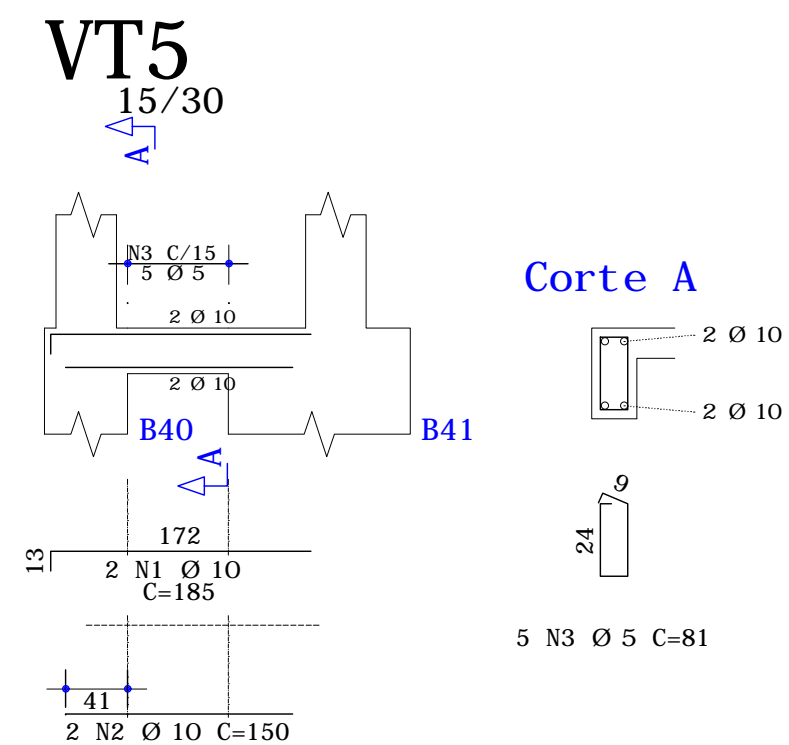 VT5
15/30
A
N3 C/15
5 Ø 5
2 Ø 10
2 Ø 10
B40
B41
A
172
13
2 N1 Ø 10
C=185
41
2 N2 Ø 10 C=150
Corte A
2 Ø 10
2 Ø 10
9
24
5 N3 Ø 5 C=81